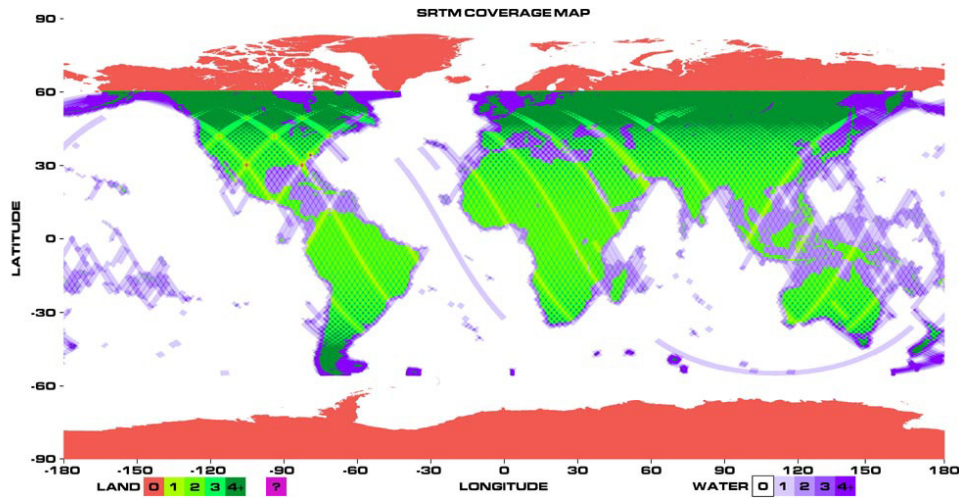 SRTM COVERAGE MAP
90
60
30
0
-30
-60
-90
LATITUDE
-180 -150 -120 -90 -60 -30 0 30 60 90 120 150 180
LAND 0 1 2 3 4+ ? LONGITUDE WATER 0 1 2 3 4+